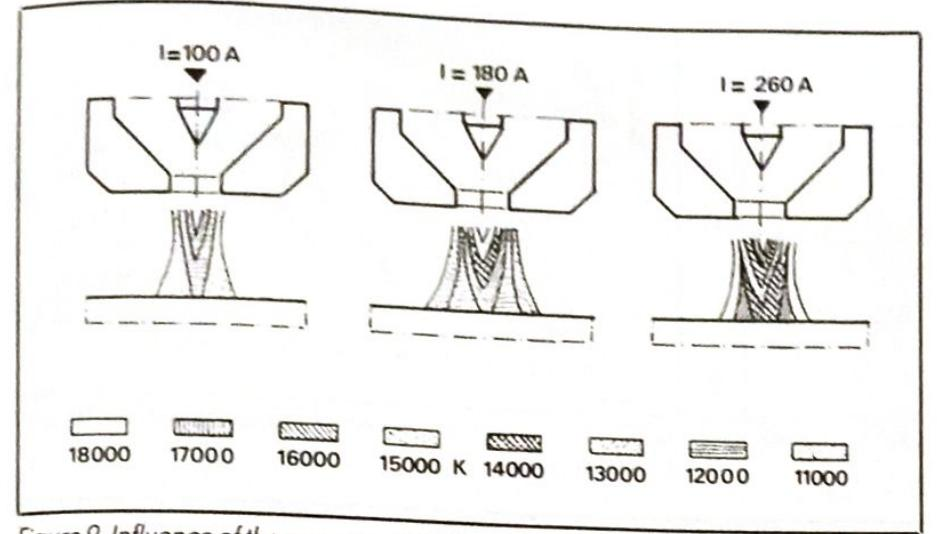 I=100 A
I = 180 A
I = 260 A
18000 17000 16000 15000 K 14000 13000 12000 11000
Figure 9 Influence of the